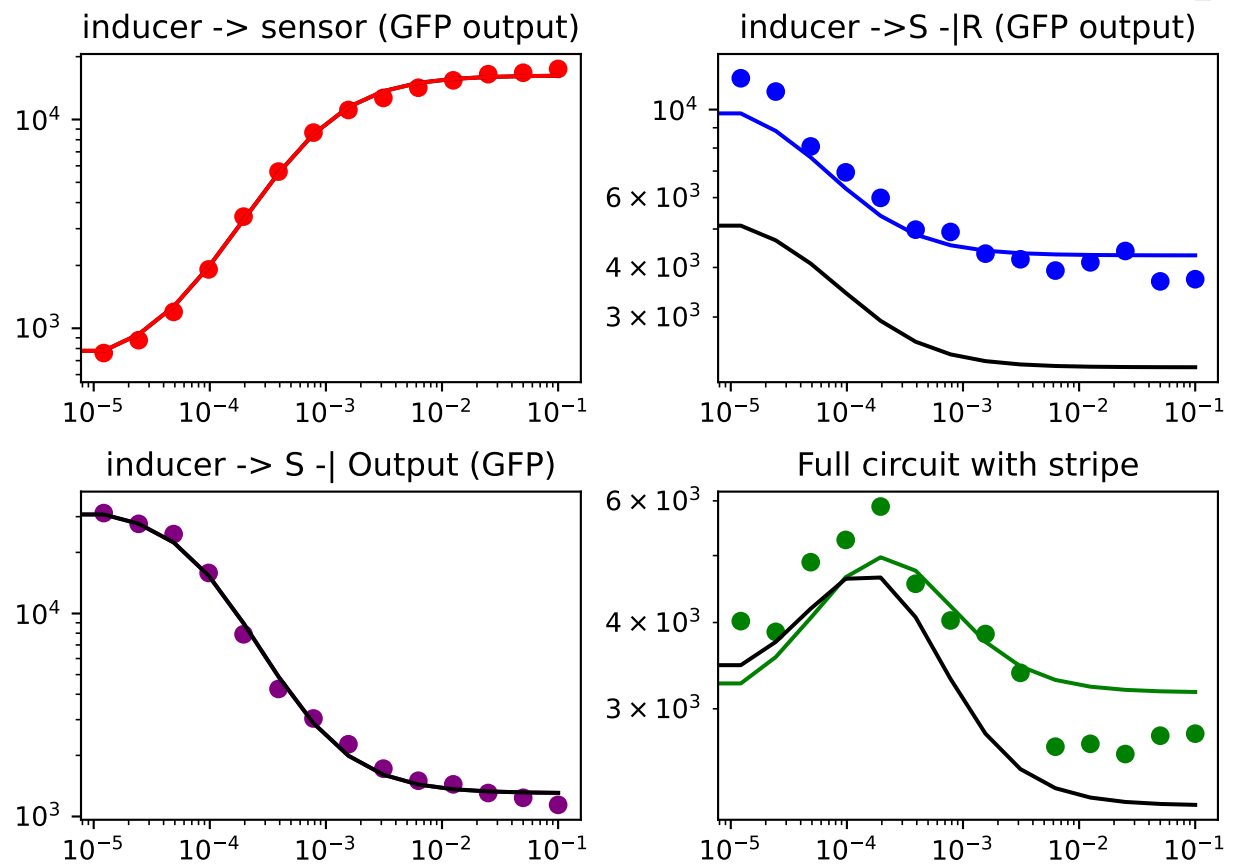 inducer -> sensor (GFP output)
10⁴
10³
10⁻⁵ 10⁻⁴ 10⁻³ 10⁻² 10⁻¹
inducer ->S -|R (GFP output)
10⁴
6 × 10³
4 × 10³
3 × 10³
10⁻⁵ 10⁻⁴ 10⁻³ 10⁻² 10⁻¹
inducer -> S -| Output (GFP)
10⁴
10³
10⁻⁵ 10⁻⁴ 10⁻³ 10⁻² 10⁻¹
Full circuit with stripe
6 × 10³
4 × 10³
3 × 10³
10⁻⁵ 10⁻⁴ 10⁻³ 10⁻² 10⁻¹